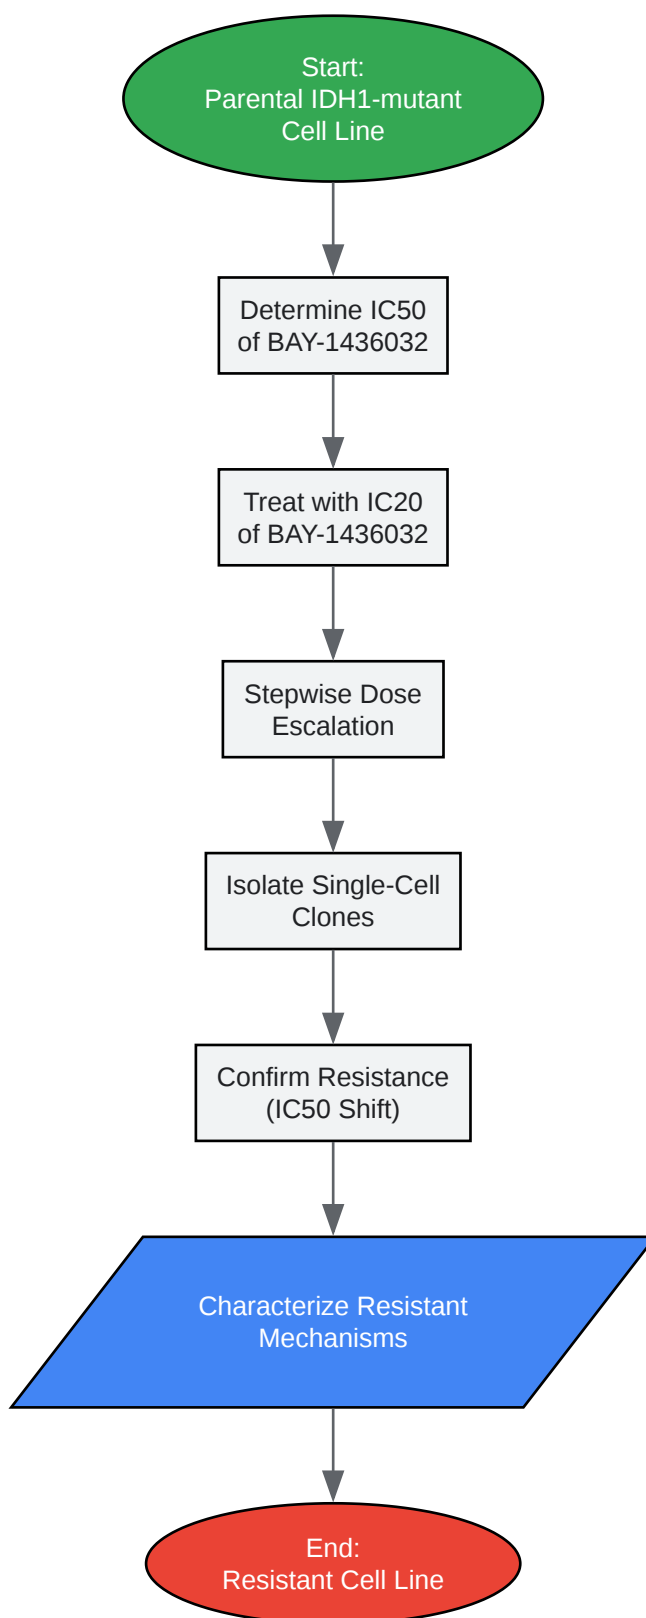 Start:
Parental IDH1-mutant
Cell Line
Determine IC50
of BAY-1436032
Treat with IC20
of BAY-1436032
Stepwise Dose
Escalation
Isolate Single-Cell
Clones
Confirm Resistance
(IC50 Shift)
Characterize Resistant
Mechanisms
End:
Resistant Cell Line